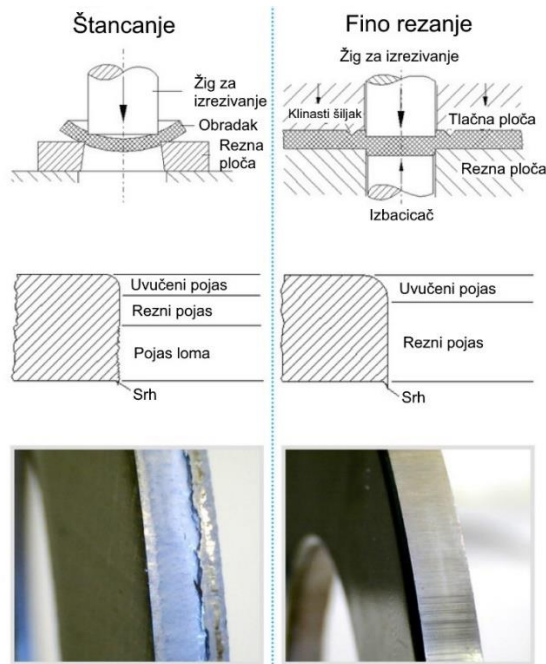 Štancanje
Žig za
izrezivanje
Obradak
Rezna
ploča
Uvučeni pojas
Rezni pojas
Pojas loma
Srh
Fino rezanje
Žig za izrezivanje
Klinasti šiljak
Tlačna ploča
Rezna ploča
Izbacicač
Uvučeni pojas
Rezni pojas
Srh